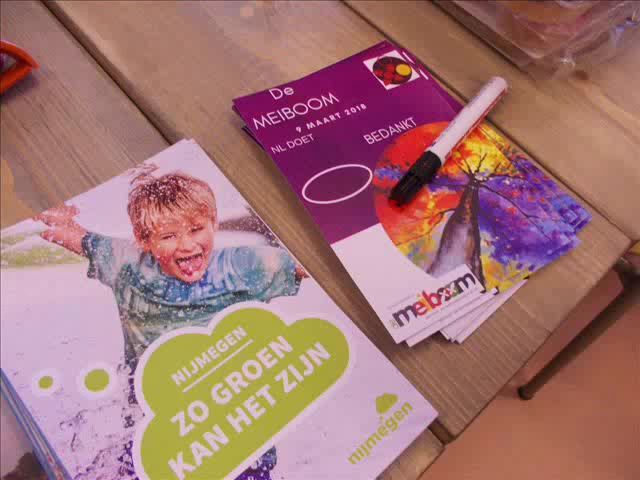 De
MEIBOOM
9 MAART 2018
NL DOET
BEDANKT
meiboom
NIJMEGEN
ZO GROEN
KAN HET ZIJN
nijmegen